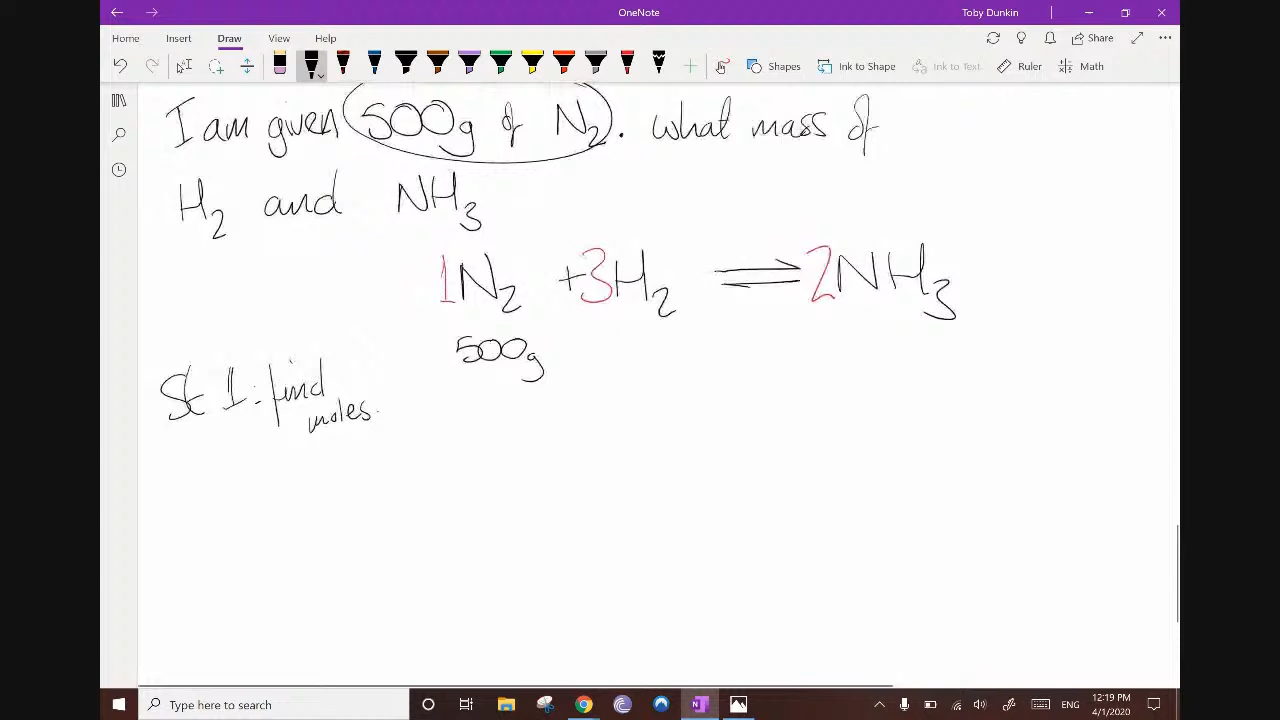 OneNote
Toby Dunkin
Home Insert Draw View Help
Share
Shapes Ink to Shape Ink to Text Ruler Math
I am given 500g of N2. what mass of
H2 and NH3
1N2 +3H2 ⇌ 2NH3
500g
St 1: find
moles.
Type here to search
ENG
12:19 PM
4/1/2020